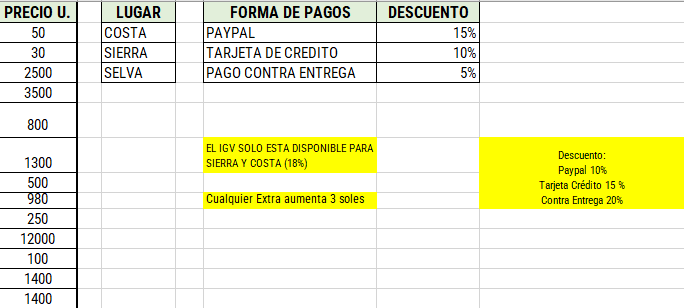 PRECIO U. LUGAR FORMA DE PAGOS DESCUENTO
50 COSTA PAYPAL 15%
30 SIERRA TARJETA DE CREDITO 10%
2500 SELVA PAGO CONTRA ENTREGA 5%
3500
800
EL IGV SOLO ESTA DISPONIBLE PARA
SIERRA Y COSTA (18%)
1300
500
980 Cualquier Extra aumenta 3 soles
Descuento:
Paypal 10%
Tarjeta Crédito 15 %
Contra Entrega 20%
250
12000
100
1400
1400